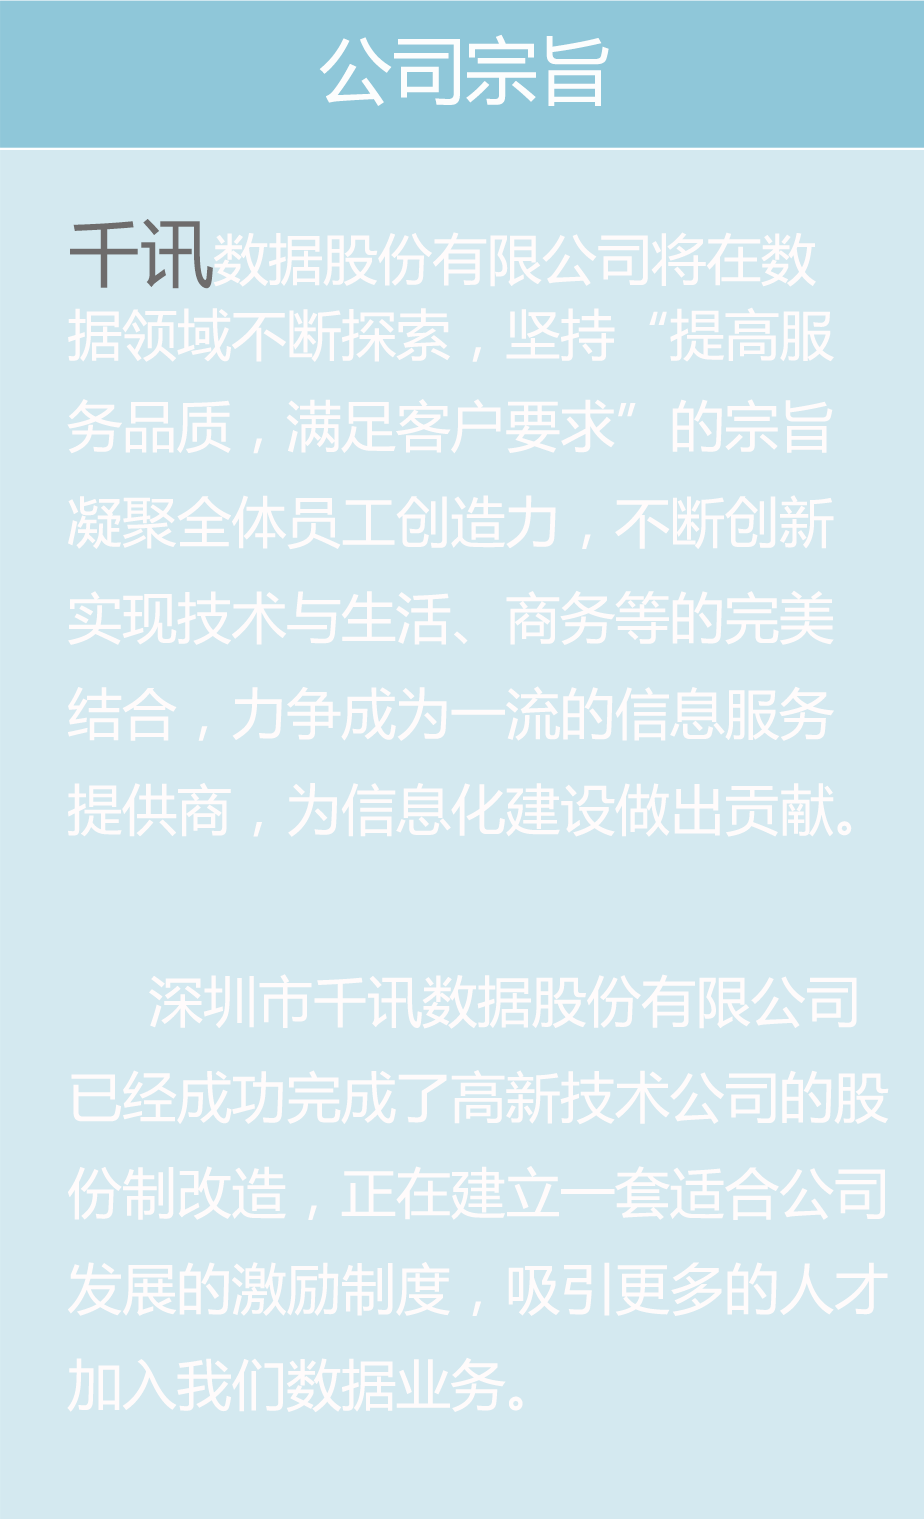 公司宗旨
千讯数据股份有限公司将在数
据领域不断探索，坚持“提高服
务品质，满足客户要求”的宗旨
凝聚全体员工创造力，不断创新
实现技术与生活、商务等的完美
结合，力争成为一流的信息服务
提供商，为信息化建设做出贡献。
深圳市千讯数据股份有限公司
已经成功完成了高新技术公司的股
份制改造，正在建立一套适合公司
发展的激励制度，吸引更多的人才
加入我们数据业务。